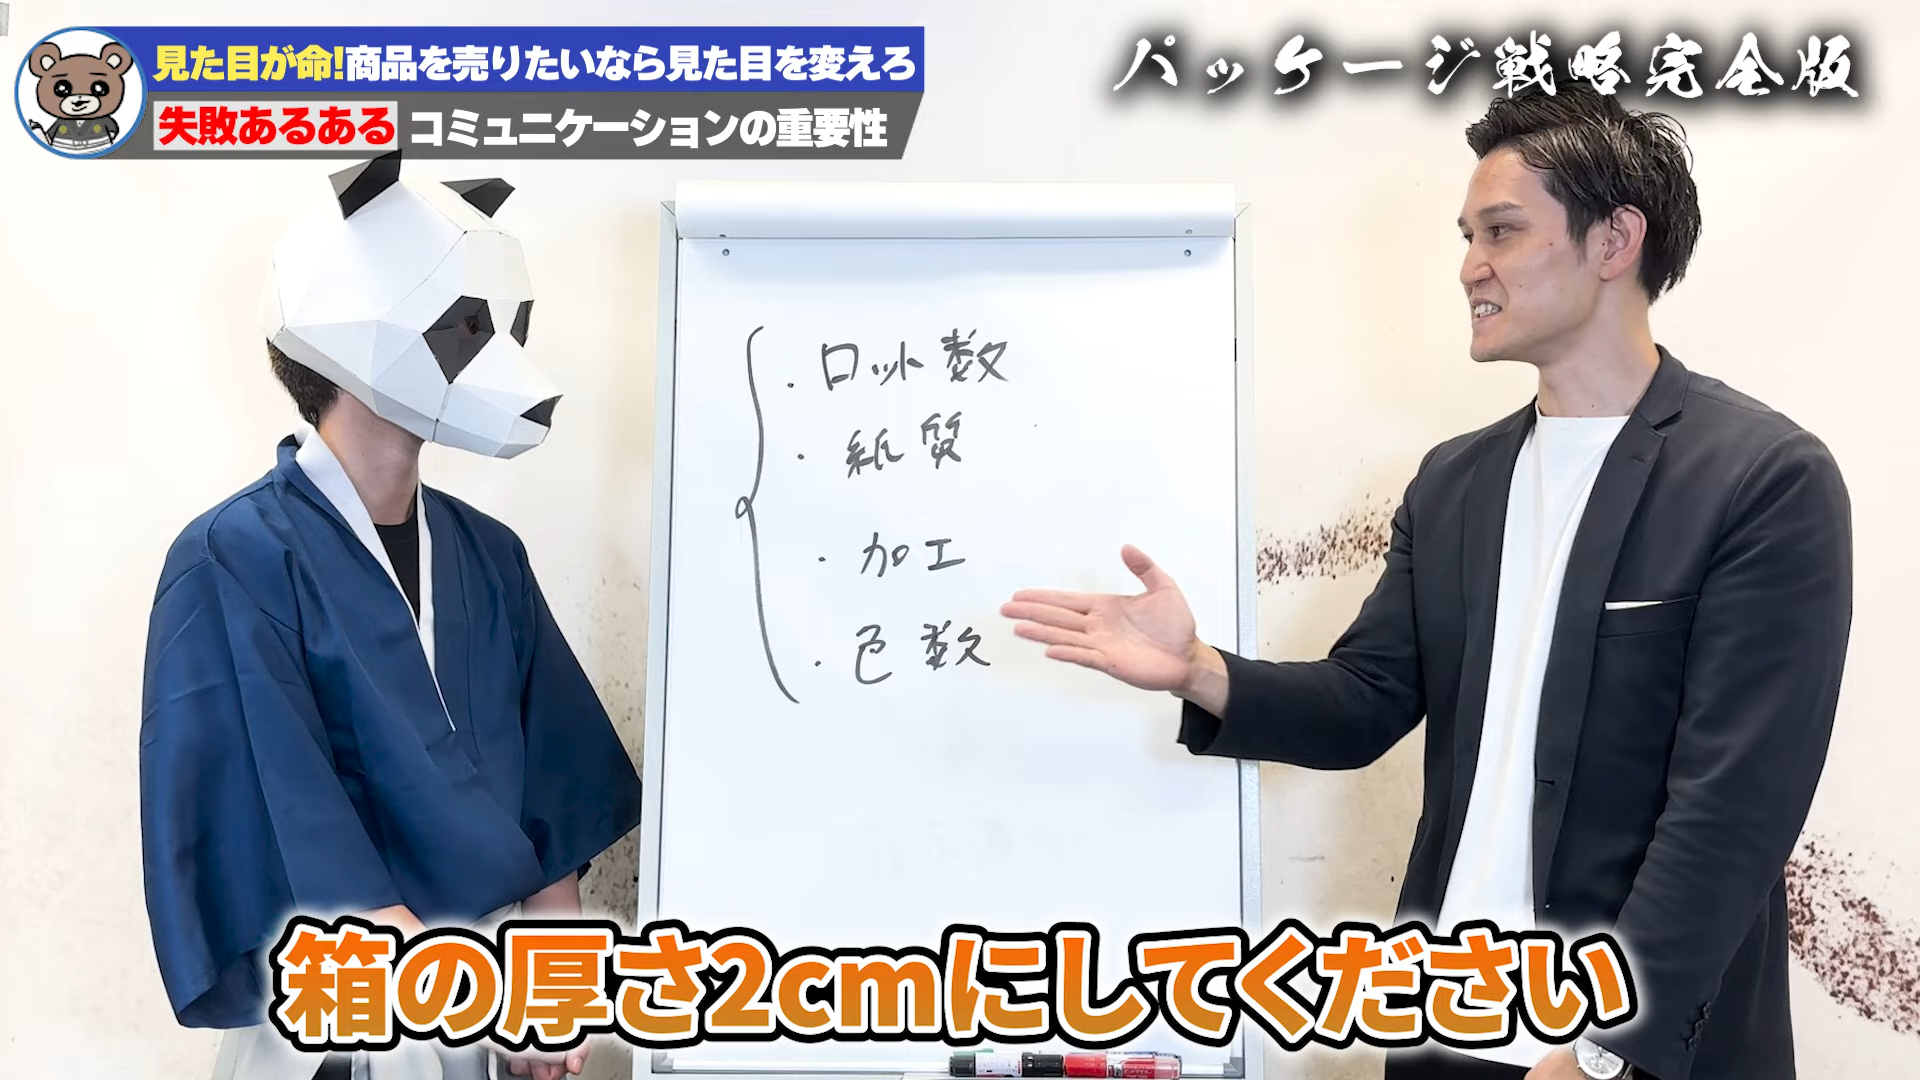 見た目が命!商品を売りたいなら見た目を変えろ
失敗あるある コミュニケーションの重要性
パッケージ戦略完全版
・ロット数
・紙質
・加工
・色数
箱の厚さ2cmにしてください